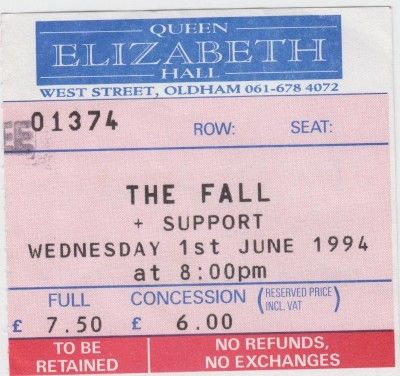 QUEEN
ELIZABETH
HALL
WEST STREET, OLDHAM 061-678 4072
01374 ROW: SEAT:
THE FALL
+ SUPPORT
WEDNESDAY 1st JUNE 1994
at 8:00pm
FULL CONCESSION (RESERVED PRICE INCL. VAT)
£ 7.50 £ 6.00
TO BE RETAINED
NO REFUNDS,
NO EXCHANGES